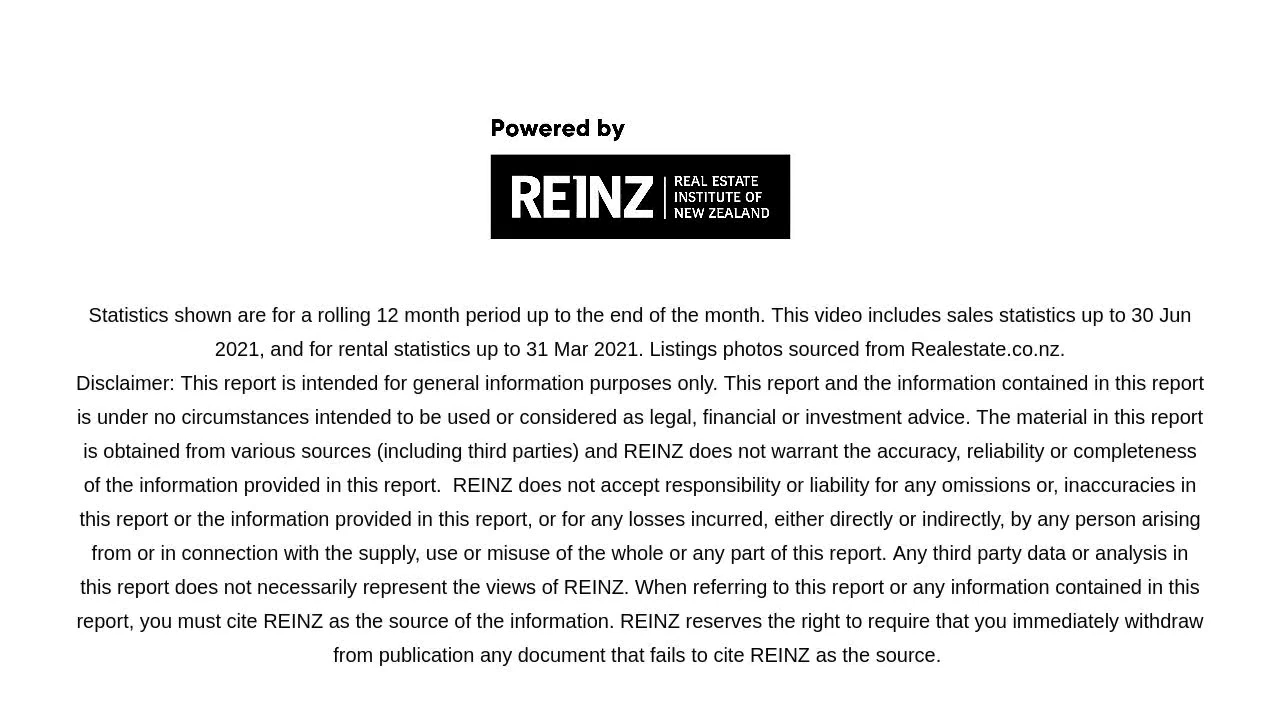 Powered by
REINZ
REAL ESTATE
INSTITUTE OF
NEW ZEALAND
Statistics shown are for a rolling 12 month period up to the end of the month. This video includes sales statistics up to 30 Jun
2021, and for rental statistics up to 31 Mar 2021. Listings photos sourced from Realestate.co.nz.
Disclaimer: This report is intended for general information purposes only. This report and the information contained in this report
is under no circumstances intended to be used or considered as legal, financial or investment advice. The material in this report
is obtained from various sources (including third parties) and REINZ does not warrant the accuracy, reliability or completeness
of the information provided in this report.  REINZ does not accept responsibility or liability for any omissions or, inaccuracies in
this report or the information provided in this report, or for any losses incurred, either directly or indirectly, by any person arising
from or in connection with the supply, use or misuse of the whole or any part of this report. Any third party data or analysis in
this report does not necessarily represent the views of REINZ. When referring to this report or any information contained in this
report, you must cite REINZ as the source of the information. REINZ reserves the right to require that you immediately withdraw
from publication any document that fails to cite REINZ as the source.